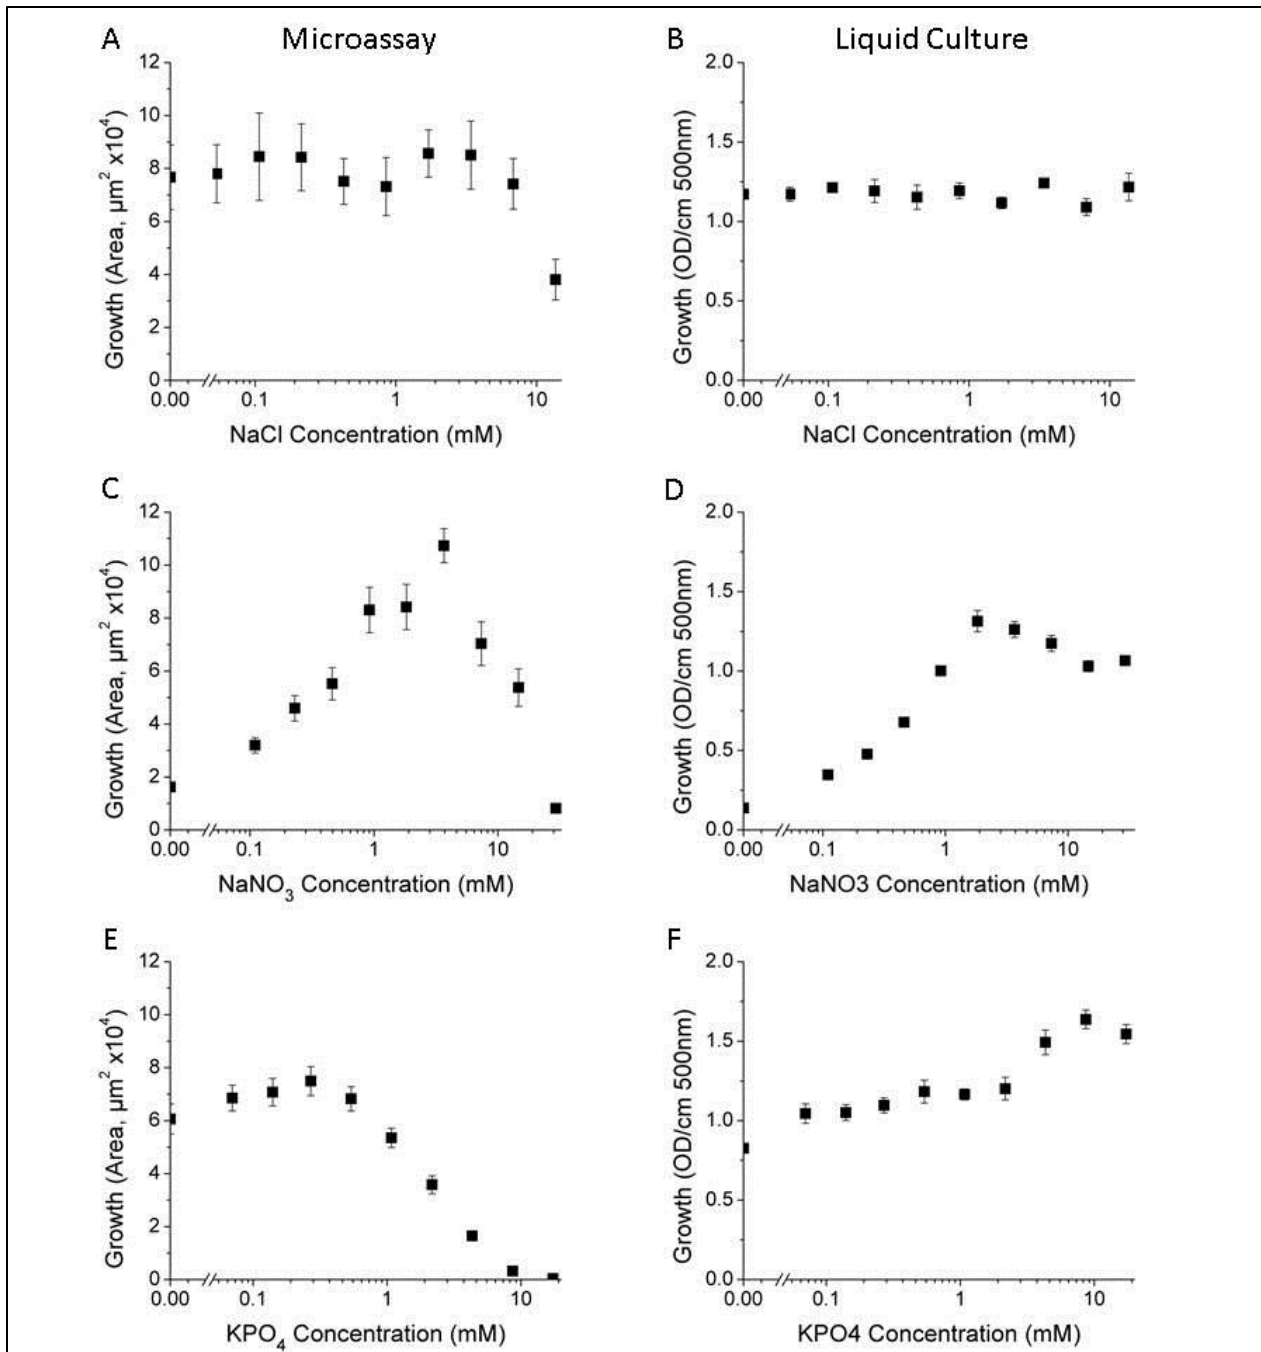 A Microassay
B Liquid Culture
Growth (Area, µm² x10⁴)
12
10
8
6
4
2
0
0.00 0.1 1 10
NaCl Concentration (mM)
Growth (OD/cm 500nm)
2.0
1.5
1.0
0.5
0.0
0.00 0.1 1 10
NaCl Concentration (mM)
C
Growth (Area, µm² x10⁴)
12
10
8
6
4
2
0
0.00 0.1 1 10
NaNO₃ Concentration (mM)
D
Growth (OD/cm 500nm)
2.0
1.5
1.0
0.5
0.0
0.00 0.1 1 10
NaNO3 Concentration (mM)
E
Growth (Area, µm² x10⁴)
12
10
8
6
4
2
0
0.00 0.1 1 10
KPO₄ Concentration (mM)
F
Growth (OD/cm 500nm)
2.0
1.5
1.0
0.5
0.0
0.00 0.1 1 10
KPO4 Concentration (mM)